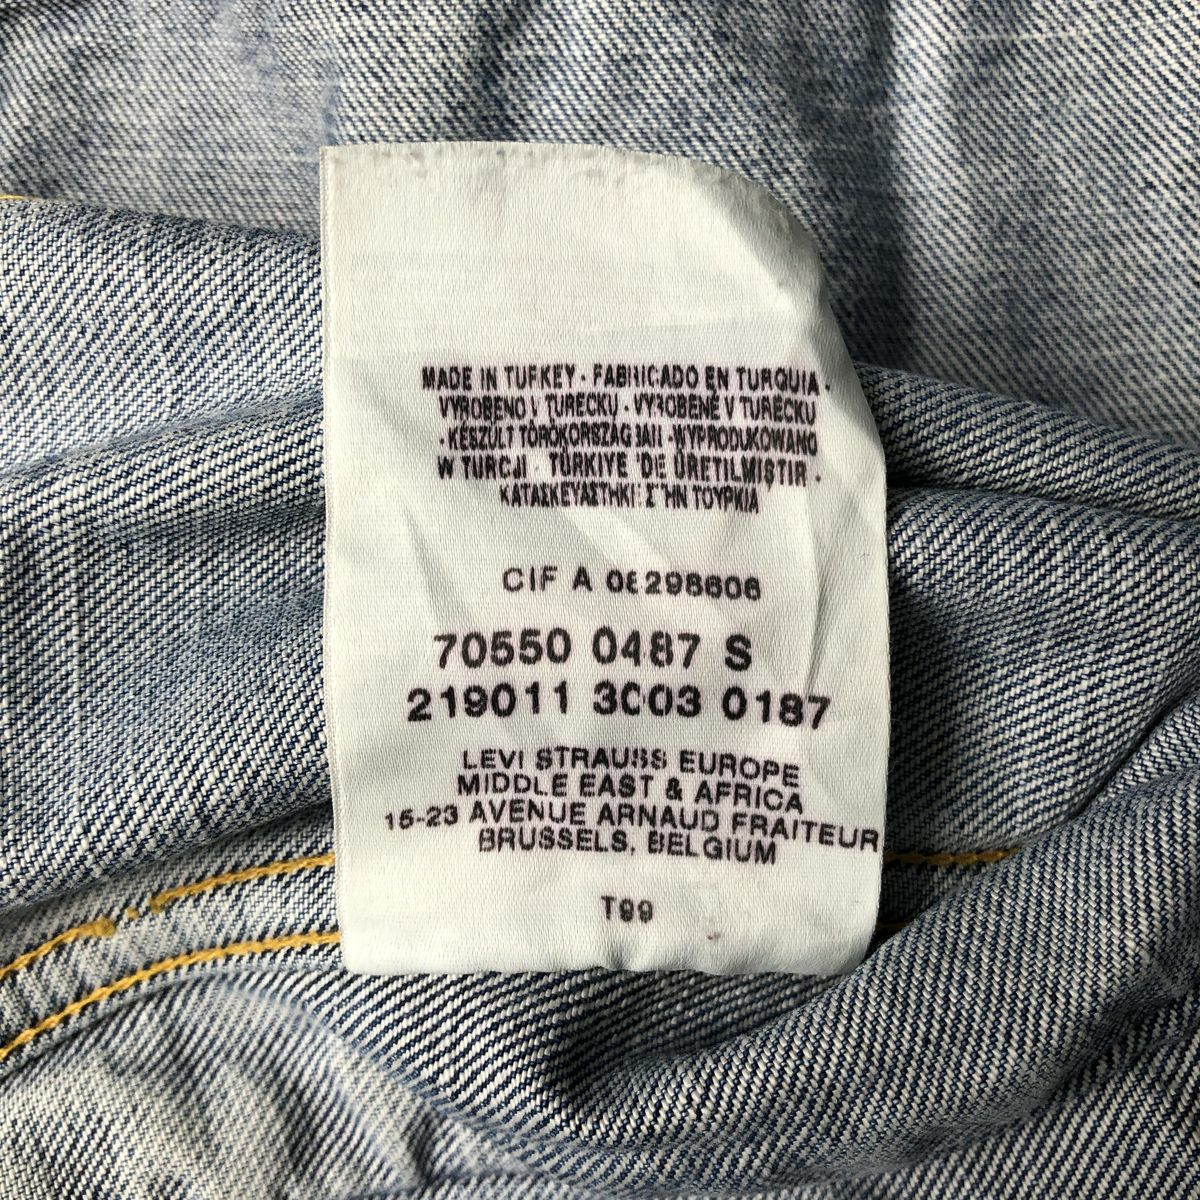 MADE IN TURKEY - FABRICADO EN TURQUIA -
VYROBENO V TURECKU - VYROBENÉ V TURECKU
- KÉSZÜLT TÖRÖKORSZÁGBAN - WYPRODUKOWANO
W TURCJI - TÜRKIYE 'DE ÜRETILMIŞTIR -
ΚΑΤΑΣΚΕΥΑΣΤΗΚΕ ΣΤΗΝ ΤΟΥΡΚΙΑ
CIF A 08298606
70550 0487 S
219011 3003 0187
LEVI STRAUSS EUROPE
MIDDLE EAST & AFRICA
15-23 AVENUE ARNAUD FRAITEUR
BRUSSELS, BELGIUM
T99